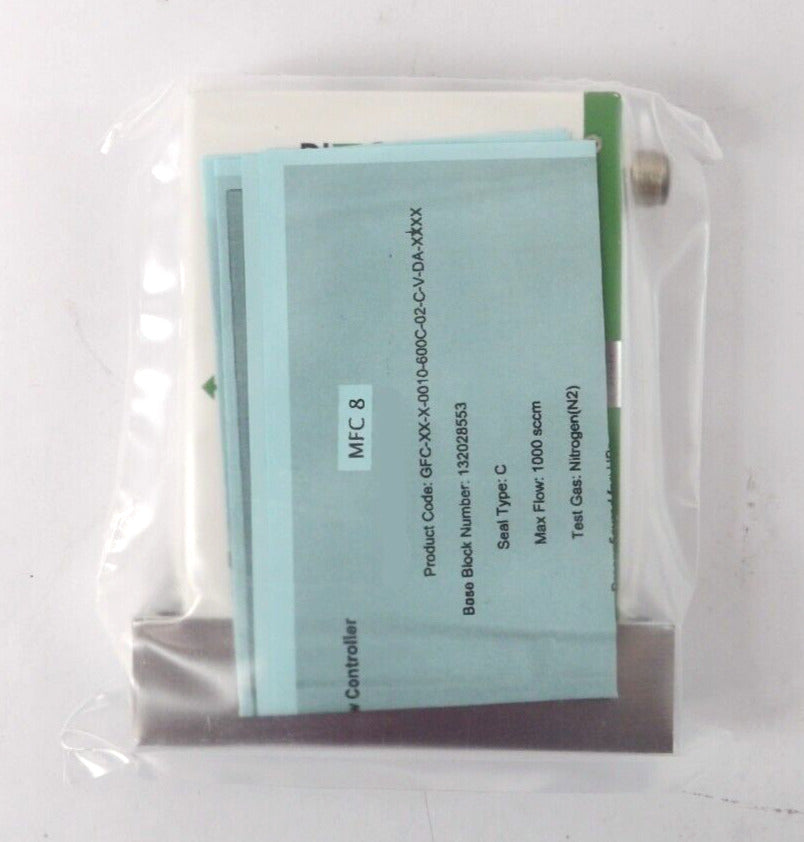 w Controller
MFC 8
Product Code: GFC-XX-X-0010-600C-02-C-V-DA-XXXX
Base Block Number: 132028553
Seal Type: C
Max Flow: 1000 sccm
Test Gas: Nitrogen(N2)